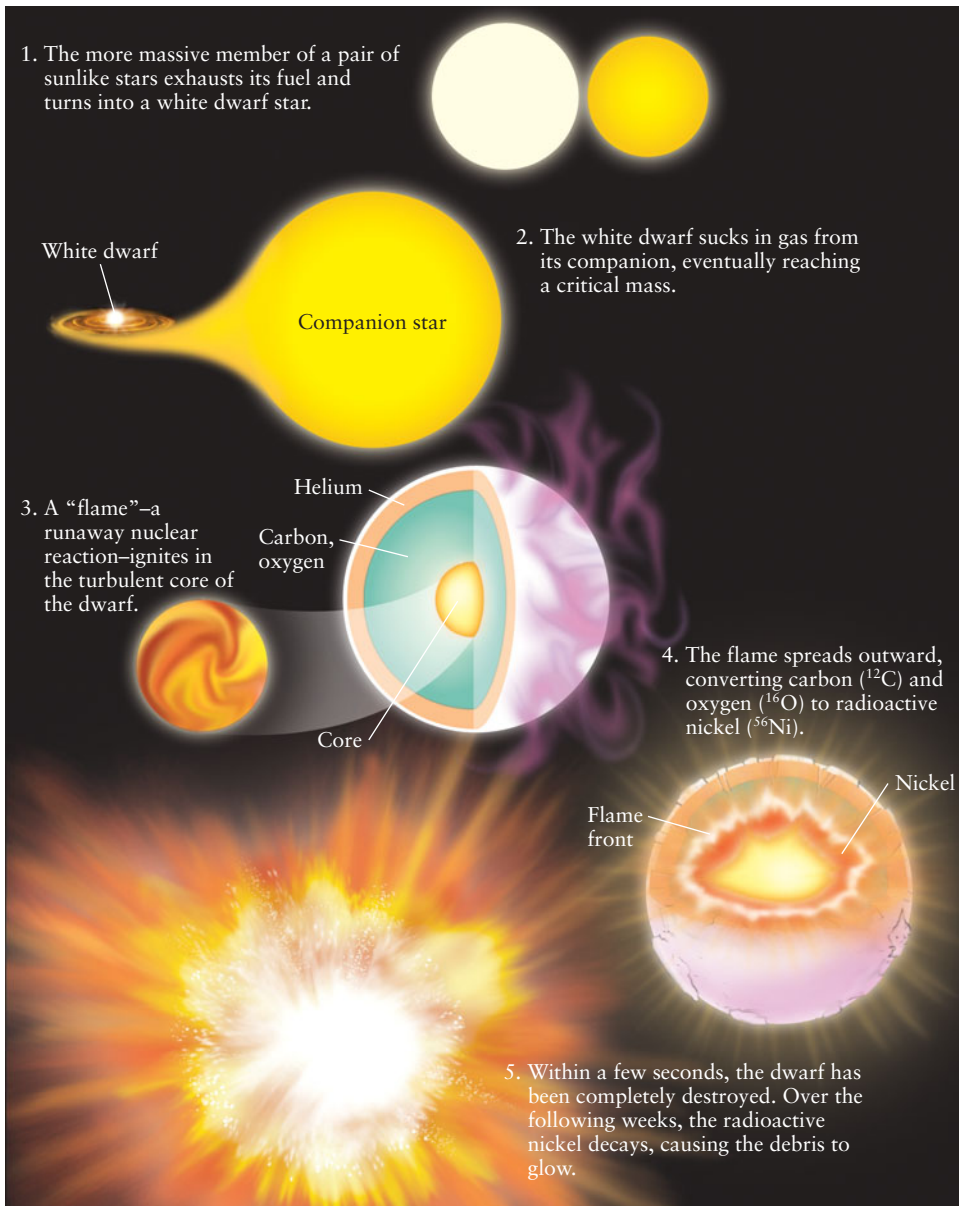 1. The more massive member of a pair of
sunlike stars exhausts its fuel and
turns into a white dwarf star.
White dwarf
Companion star
2. The white dwarf sucks in gas from
its companion, eventually reaching
a critical mass.
3. A “flame”–a
runaway nuclear
reaction–ignites in
the turbulent core of
the dwarf.
Helium
Carbon,
oxygen
Core
4. The flame spreads outward,
converting carbon (¹²C) and
oxygen (¹⁶O) to radioactive
nickel (⁵⁶Ni).
Nickel
Flame
front
5. Within a few seconds, the dwarf has
been completely destroyed. Over the
following weeks, the radioactive
nickel decays, causing the debris to
glow.